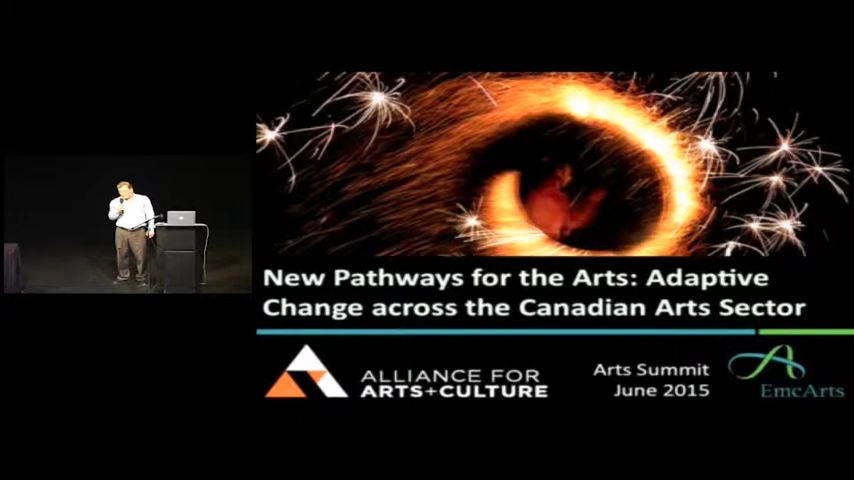 New Pathways for the Arts: Adaptive
Change across the Canadian Arts Sector
ALLIANCE FOR
ARTS+CULTURE
Arts Summit
June 2015
EmcArts